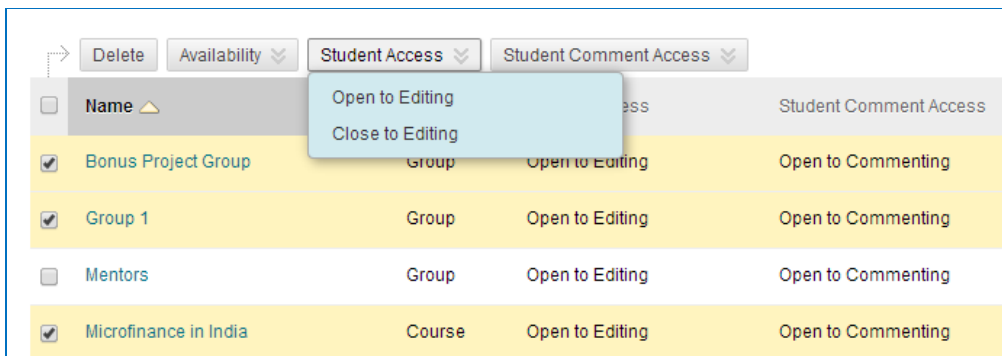 Delete Availability Student Access Student Comment Access
Name Student Comment Access
Open to Editing
Close to Editing
Bonus Project Group Group Open to Editing Open to Commenting
Group 1 Group Open to Editing Open to Commenting
Mentors Group Open to Editing Open to Commenting
Microfinance in India Course Open to Editing Open to Commenting